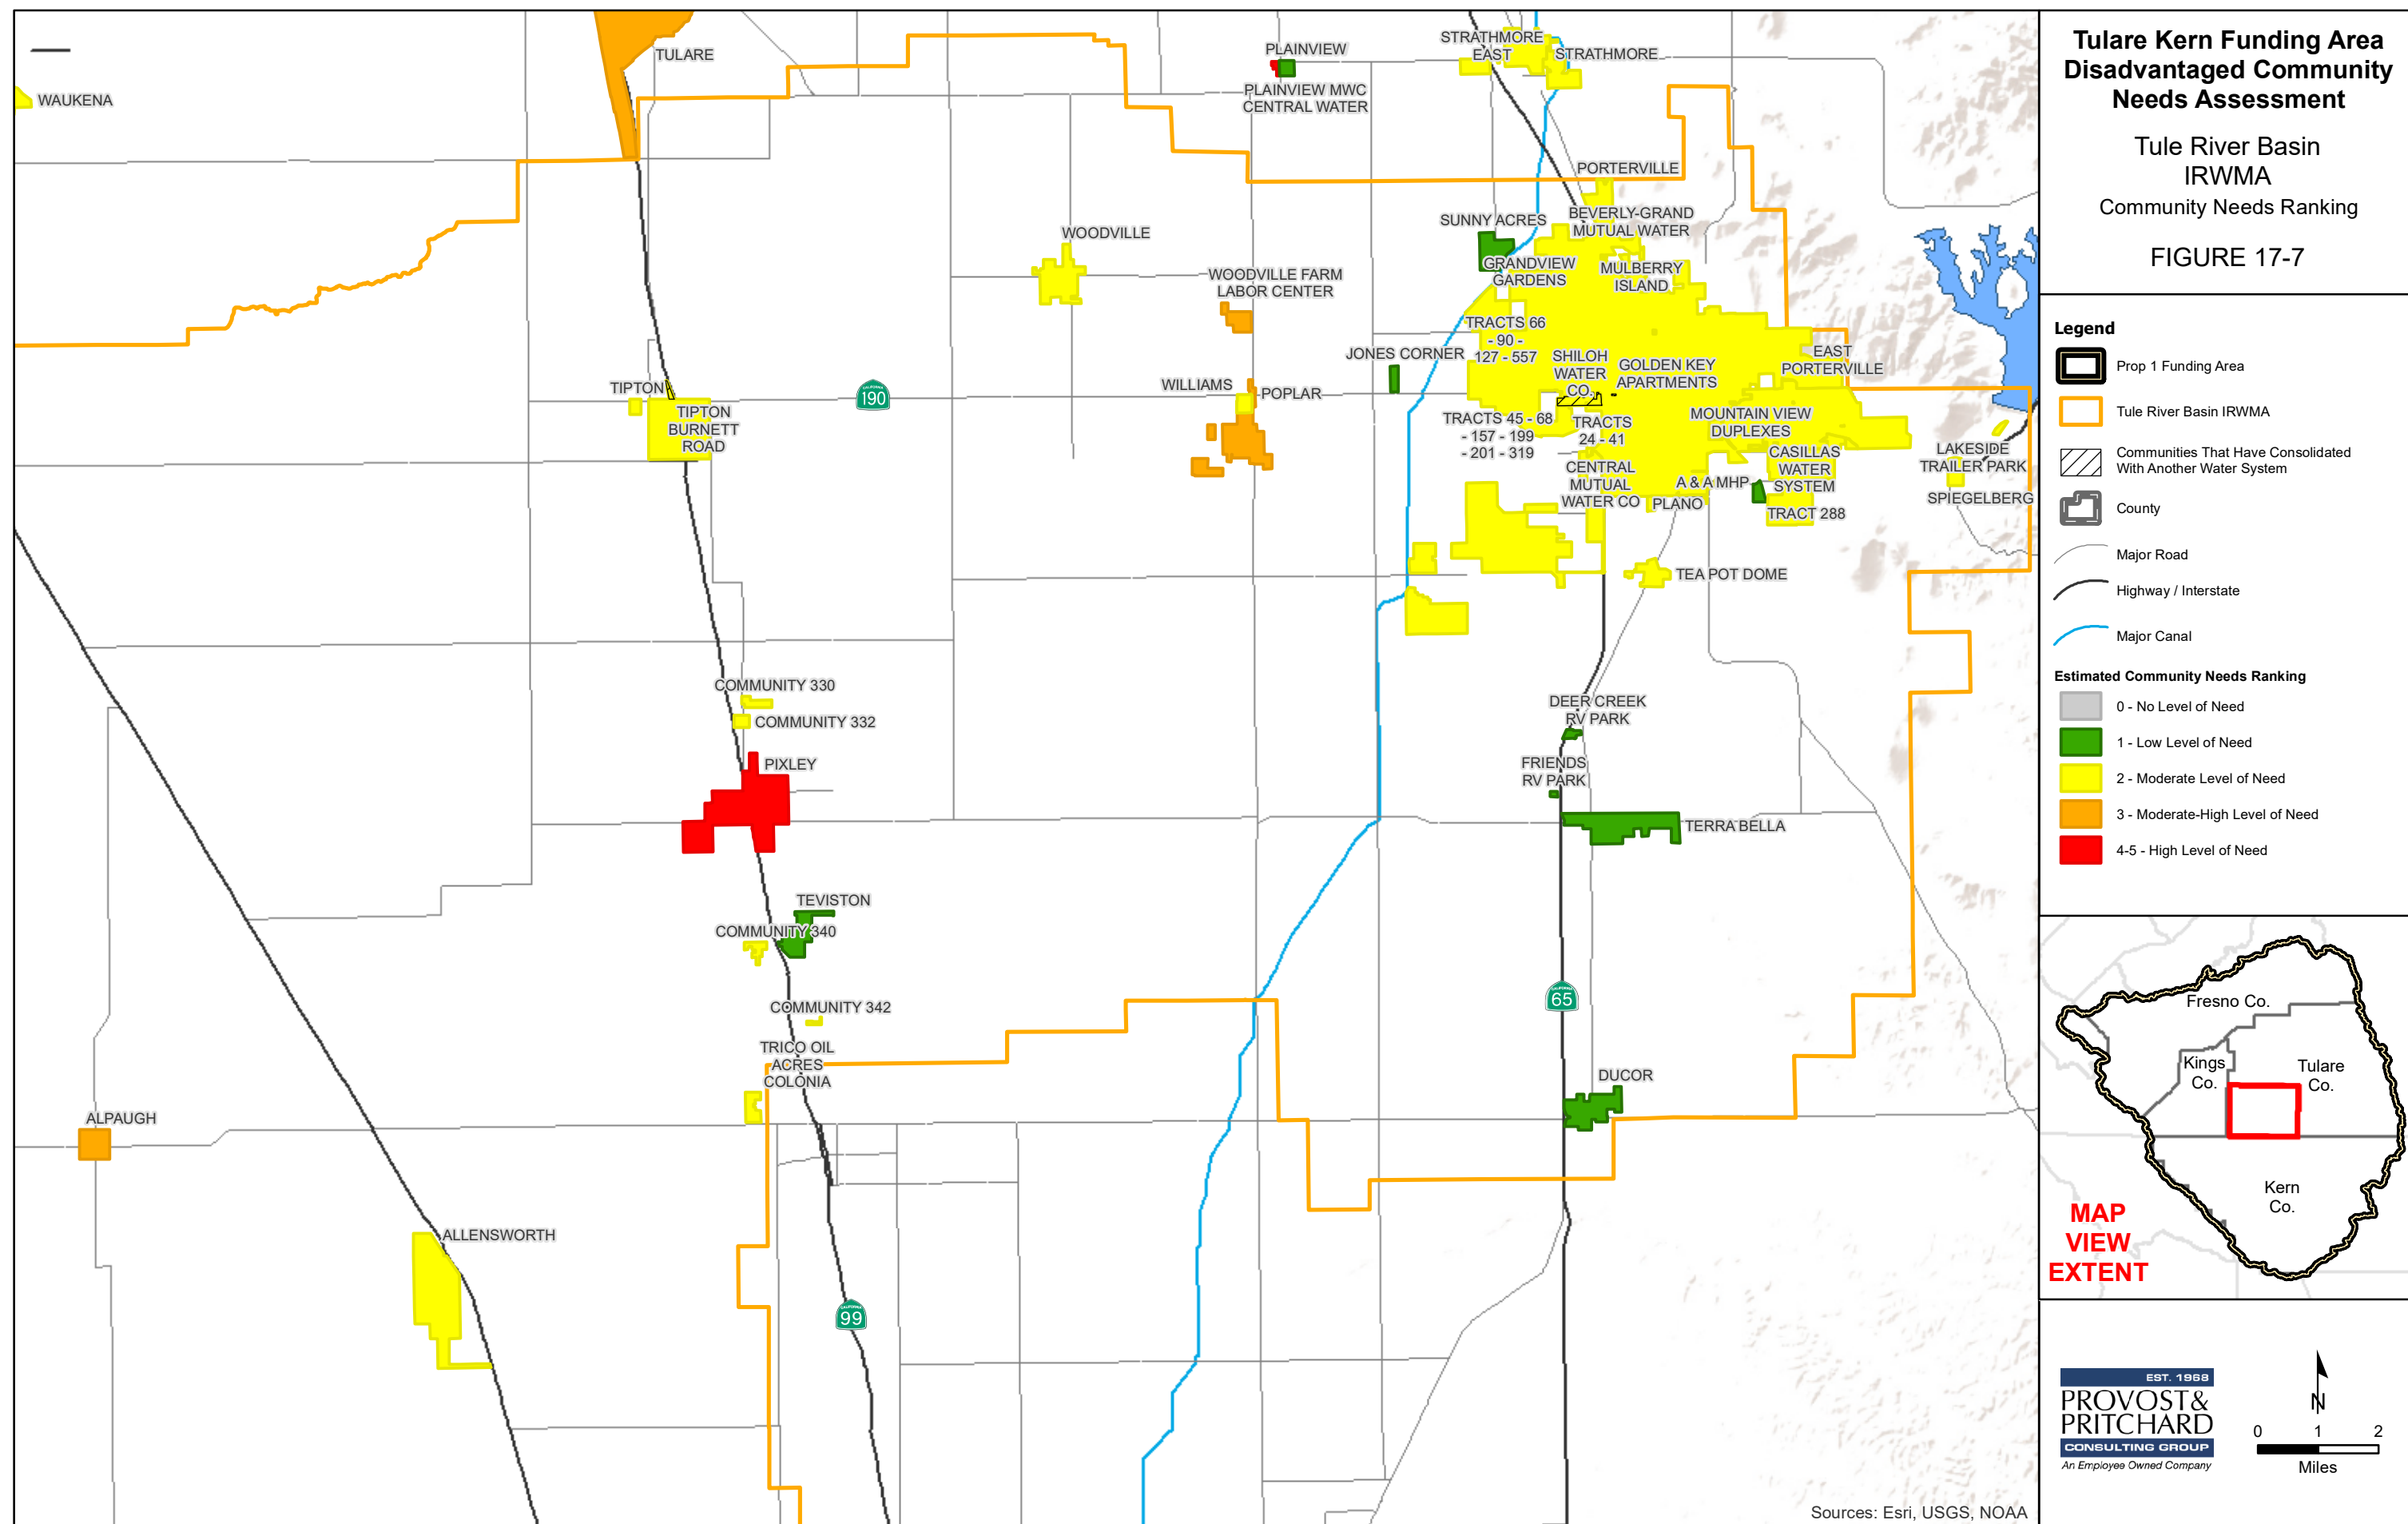 Tulare Kern Funding Area
Disadvantaged Community
Needs Assessment
Tule River Basin
IRWMA
Community Needs Ranking
FIGURE 17-7
Legend
Prop 1 Funding Area
Tule River Basin IRWMA
Communities That Have Consolidated
With Another Water System
County
Major Road
Highway / Interstate
Major Canal
Estimated Community Needs Ranking
0 - No Level of Need
1 - Low Level of Need
2 - Moderate Level of Need
3 - Moderate-High Level of Need
4-5 - High Level of Need
Fresno Co.
Kings
Co.
Tulare
Co.
Kern
Co.
MAP
VIEW
EXTENT
EST. 1968
PROVOST&
PRITCHARD
CONSULTING GROUP
An Employee Owned Company
N
0 1 2
Miles
TULARE
WAUKENA
PLAINVIEW
PLAINVIEW MWC
CENTRAL WATER
STRATHMORE
EAST
STRATHMORE
PORTERVILLE
SUNNY ACRES
BEVERLY-GRAND
MUTUAL WATER
WOODVILLE
GRANDVIEW
GARDENS
MULBERRY
ISLAND
WOODVILLE FARM
LABOR CENTER
TRACTS 66
- 90 -
127 - 557
JONES CORNER
SHILOH
WATER
CO.
GOLDEN KEY
APARTMENTS
EAST
PORTERVILLE
TIPTON
CALIFORNIA
190
WILLIAMS
POPLAR
TIPTON
BURNETT
ROAD
TRACTS 45 - 68
- 157 - 199
- 201 - 319
TRACTS
24 - 41
MOUNTAIN VIEW
DUPLEXES
CENTRAL
MUTUAL
WATER CO
CASILLAS
WATER
SYSTEM
A & A MHP
PLANO
TRACT 288
LAKESIDE
TRAILER PARK
SPIEGELBERG
TEA POT DOME
COMMUNITY 330
COMMUNITY 332
DEER CREEK
RV PARK
PIXLEY
FRIENDS
RV PARK
TERRA BELLA
TEVISTON
COMMUNITY 340
CALIFORNIA
65
COMMUNITY 342
TRICO OIL
ACRES
COLONIA
DUCOR
ALPAUGH
ALLENSWORTH
CALIFORNIA
99
Sources: Esri, USGS, NOAA